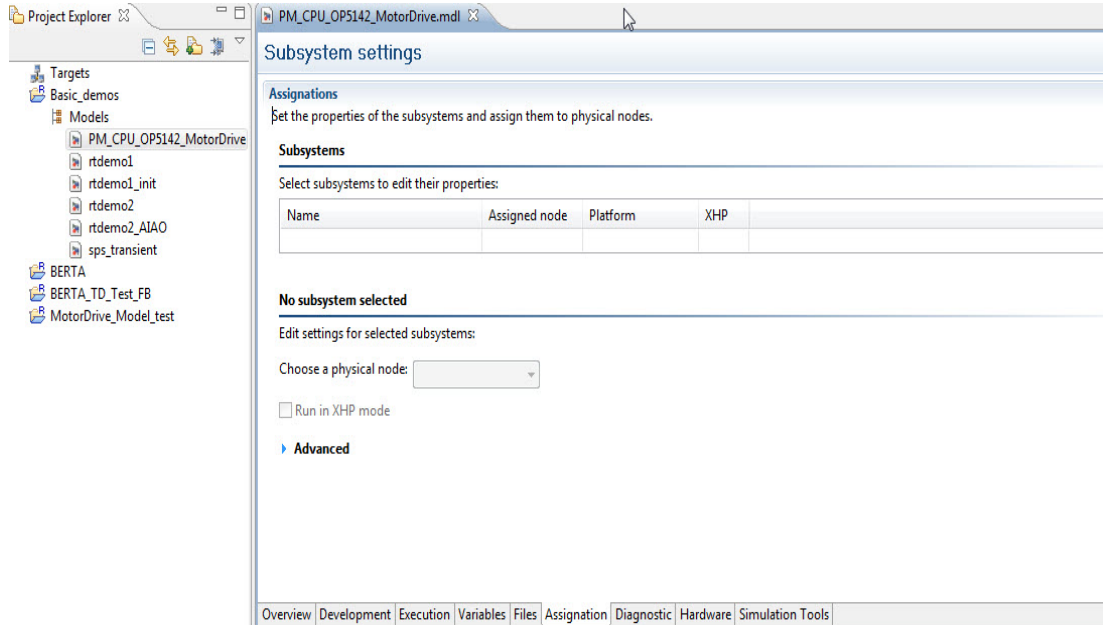 Project Explorer
PM_CPU_OP5142_MotorDrive.mdl
Targets
Basic_demos
Models
PM_CPU_OP5142_MotorDrive
rtdemo1
rtdemo1_init
rtdemo2
rtdemo2_AIAO
sps_transient
BERTA
BERTA_TD_Test_FB
MotorDrive_Model_test
Subsystem settings
Assignations
Set the properties of the subsystems and assign them to physical nodes.
Subsystems
Select subsystems to edit their properties:
Name Assigned node Platform XHP
No subsystem selected
Edit settings for selected subsystems:
Choose a physical node:
Run in XHP mode
Advanced
Overview Development Execution Variables Files Assignation Diagnostic Hardware Simulation Tools